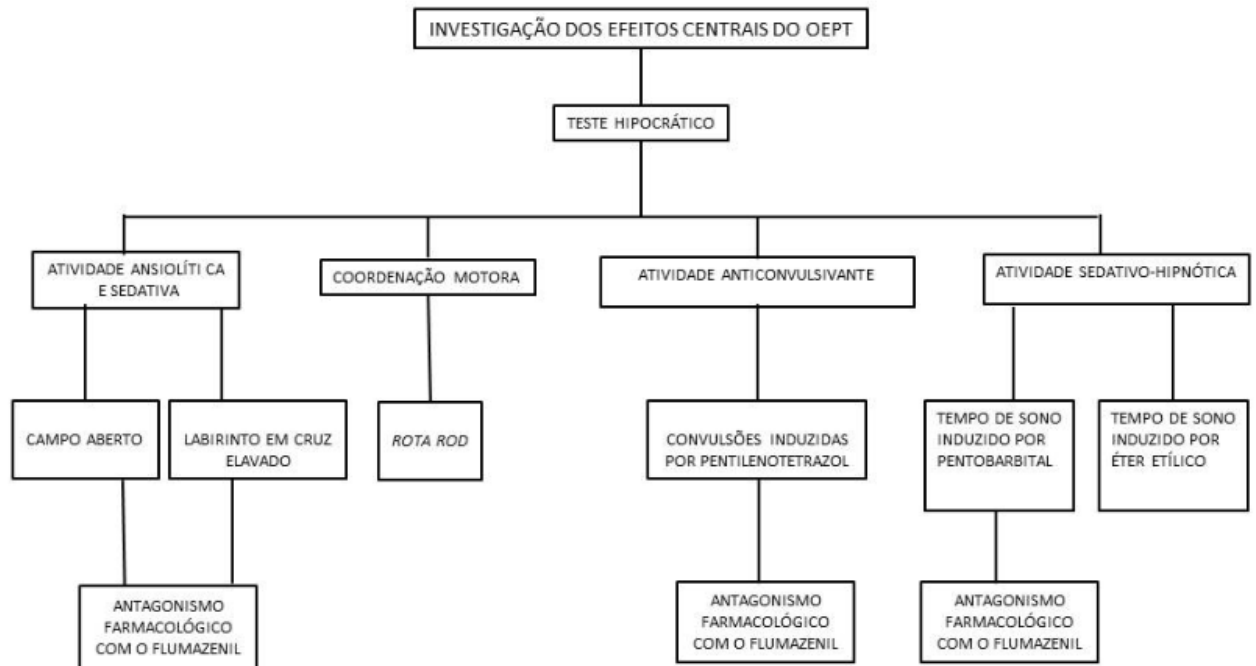 INVESTIGAÇÃO DOS EFEITOS CENTRAIS DO OEPT
TESTE HIPOCRÁTICO
ATIVIDADE ANSIOLÍTI CA
E SEDATIVA
COORDENAÇÃO MOTORA
ATIVIDADE ANTICONVULSIVANTE
ATIVIDADE SEDATIVO-HIPNÓTICA
CAMPO ABERTO
LABIRINTO EM CRUZ
ELAVADO
ROTA ROD
CONVULSÕES INDUZIDAS
POR PENTILENOTETRAZOL
TEMPO DE SONO
INDUZIDO POR
PENTOBARBITAL
TEMPO DE SONO
INDUZIDO POR
ÉTER ETÍLICO
ANTAGONISMO
FARMACOLÓGICO
COM O FLUMAZENIL
ANTAGONISMO
FARMACOLÓGICO
COM O FLUMAZENIL
ANTAGONISMO
FARMACOLÓGICO
COM O FLUMAZENIL